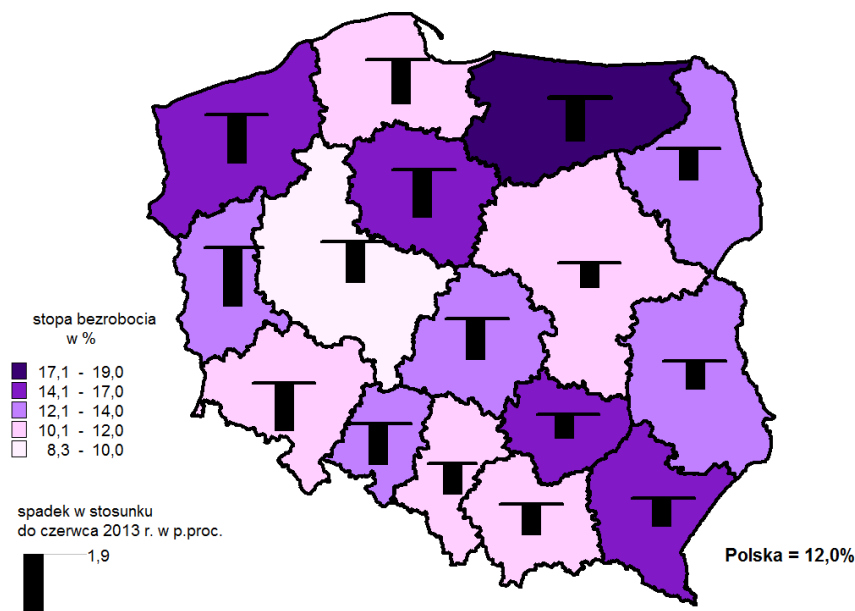 stopa bezrobocia
w %
17,1 - 19,0
14,1 - 17,0
12,1 - 14,0
10,1 - 12,0
8,3 - 10,0
spadek w stosunku
do czerwca 2013 r. w p.proc.
1,9
Polska = 12,0%